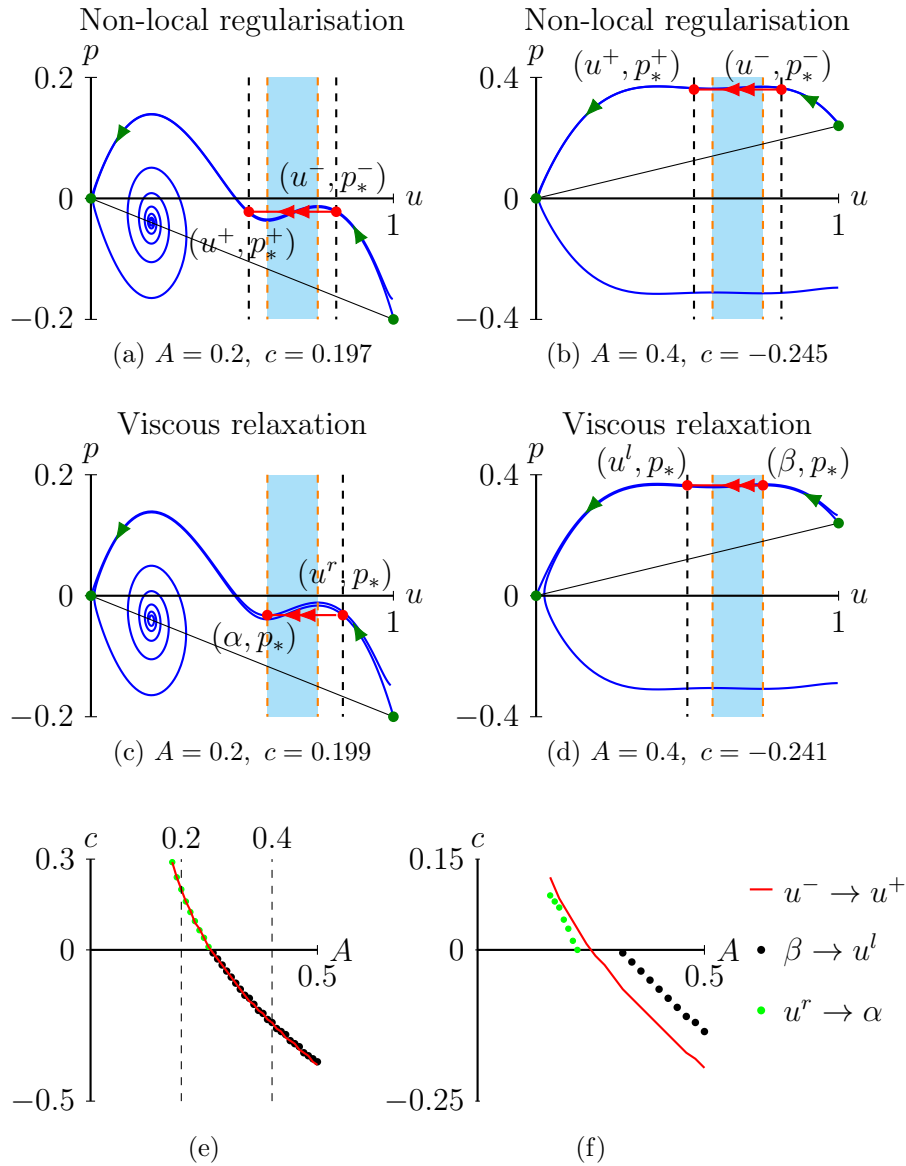 Non-local regularisation
p
0.2
0
−0.2
u
1
(u⁻, p∗⁻)
(u⁺, p∗⁺)
(a) A = 0.2, c = 0.197
p
0.4
0
−0.4
u
1
(u⁺, p∗⁺)
(u⁻, p∗⁻)
(b) A = 0.4, c = −0.245
Viscous relaxation
p
0.2
0
−0.2
u
1
(uʳ, p∗)
(α, p∗)
(c) A = 0.2, c = 0.199
Viscous relaxation
p
0.4
0
−0.4
u
1
(uˡ, p∗)
(β, p∗)
(d) A = 0.4, c = −0.241
c
0.2
0.4
0.3
0
A
0.5
−0.5
(e)
c
0.15
0
A
0.5
−0.25
(f)
u⁻ → u⁺
β → uˡ
uʳ → α
Non-local regularisation